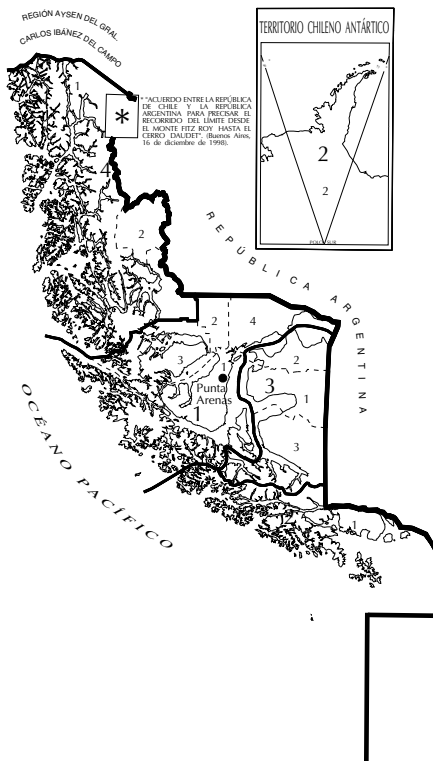 REGIÓN AYSEN DEL GRAL.
CARLOS IBÁÑEZ DEL CAMPO
TERRITORIO CHILENO ANTÁRTICO
2
2
POLO SUR
1
*
* "ACUERDO ENTRE LA REPÚBLICA
DE CHILE Y LA REPÚBLICA
ARGENTINA PARA PRECISAR EL
RECORRIDO DEL LÍMITE DESDE
EL MONTE FITZ ROY HASTA EL
CERRO DAUDET", (Buenos Aires,
16 de diciembre de 1998).
4
2
REPÚBLICA ARGENTINA
2
4
3
1
2
3
Punta
Arenas
1
1
3
OCÉANO PACÍFICO
1